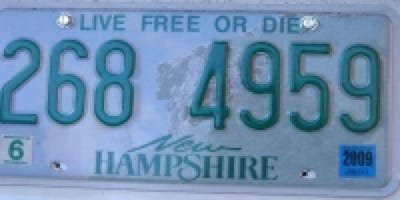 LIVE FREE OR DIE
268 4959
6
New
2009
HAMPSHIRE